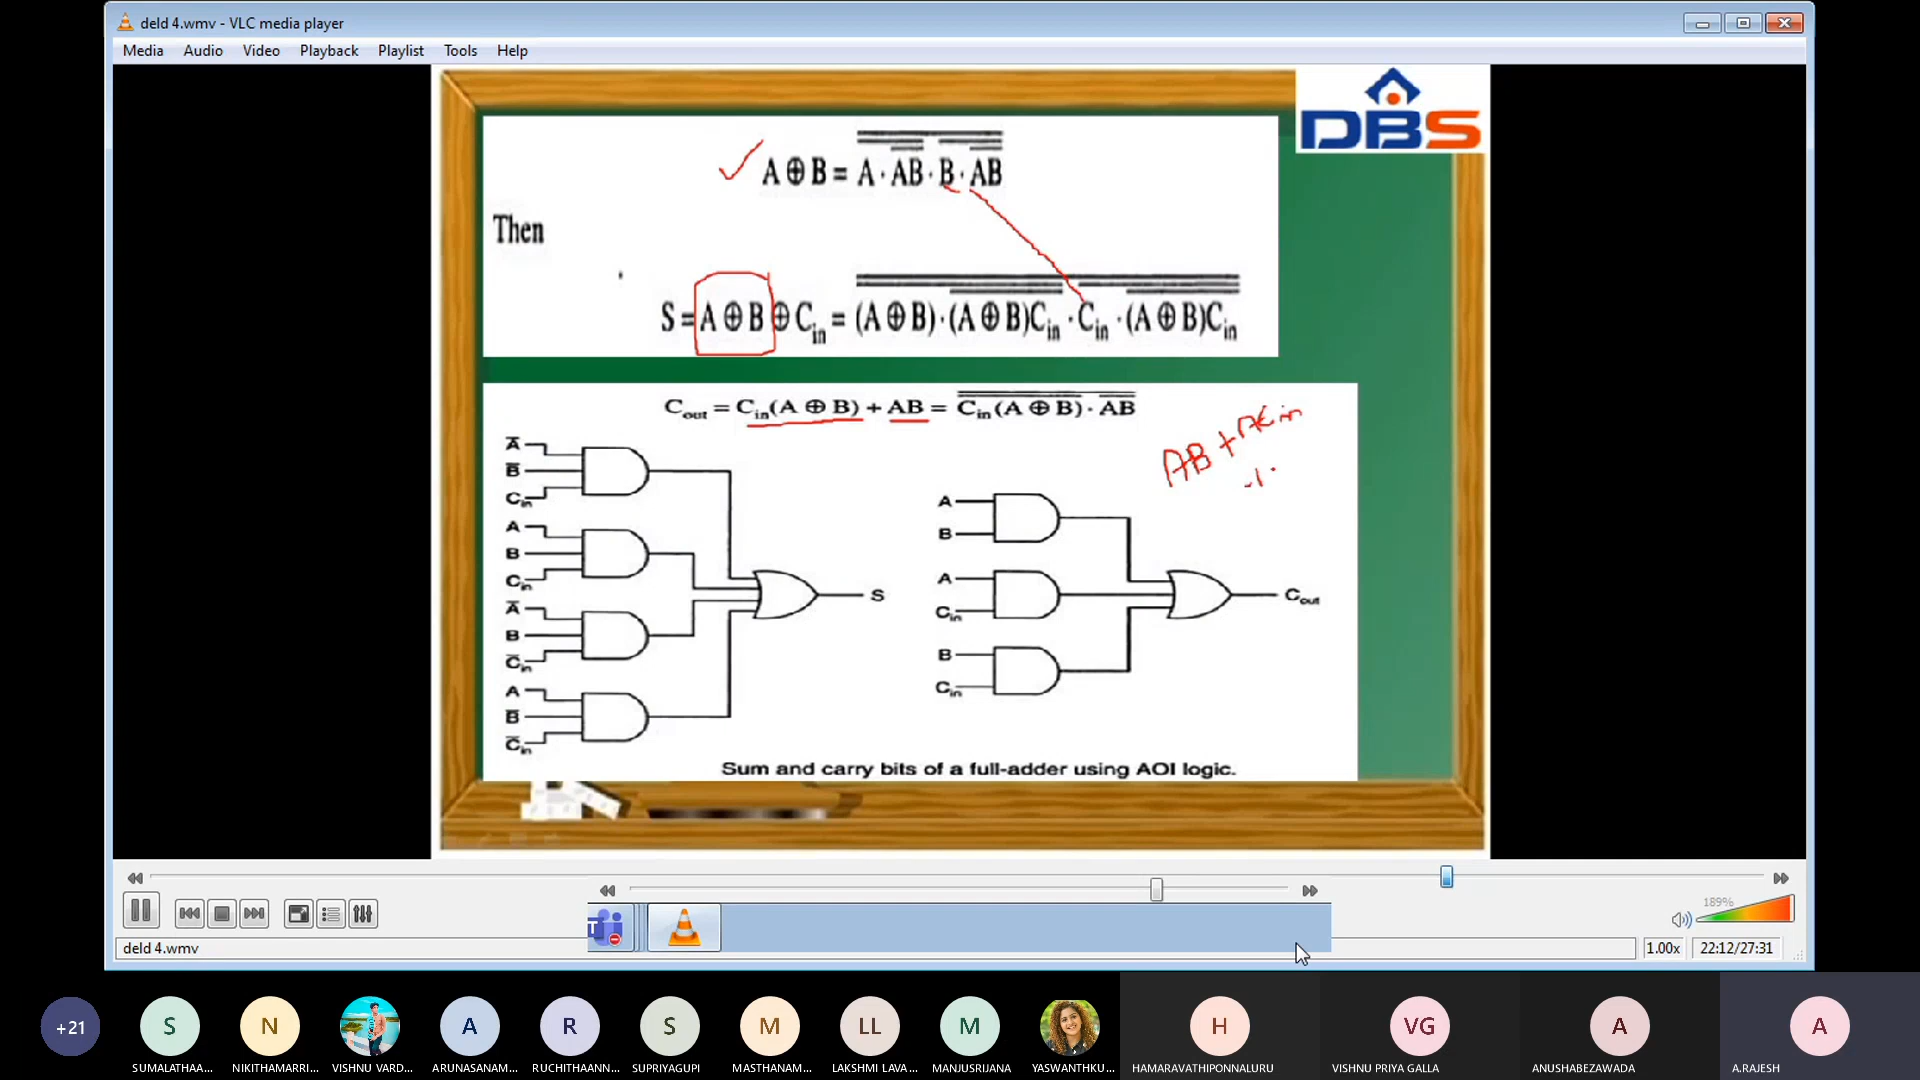 deld 4.wmv - VLC media player
Media Audio Video Playback Playlist Tools Help
DBS
A ⊕ B = A · AB · B · AB
Then
S = A ⊕ B ⊕ Cin = (A ⊕ B) · (A ⊕ B)Cin · Cin · (A ⊕ B)Cin
Cout = Cin(A ⊕ B) + AB = Cin(A ⊕ B) · AB
AB + ACin
A̅
B̅
Cin
A
B
Cin
A̅
B
C̅in
A
B̅
C̅in
S
A
B
A
Cin
B
Cin
Cout
Sum and carry bits of a full-adder using AOI logic.
189%
deld 4.wmv
1.00x
22:12/27:31
T
+21
S
N
A
R
S
M
LL
M
H
VG
A
A
SUMALATHAA...
NIKITHAMARRI...
VISHNU VARD...
ARUNASANAM...
RUCHITHAANN...
SUPRIYAGUPI
MASTHANAM...
LAKSHMI LAVA ...
MANJUSRIJANA
YASWANTHKU...
HAMARAVATHIPONNALURU
VISHNU PRIYA GALLA
ANUSHABEZAWADA
A.RAJESH